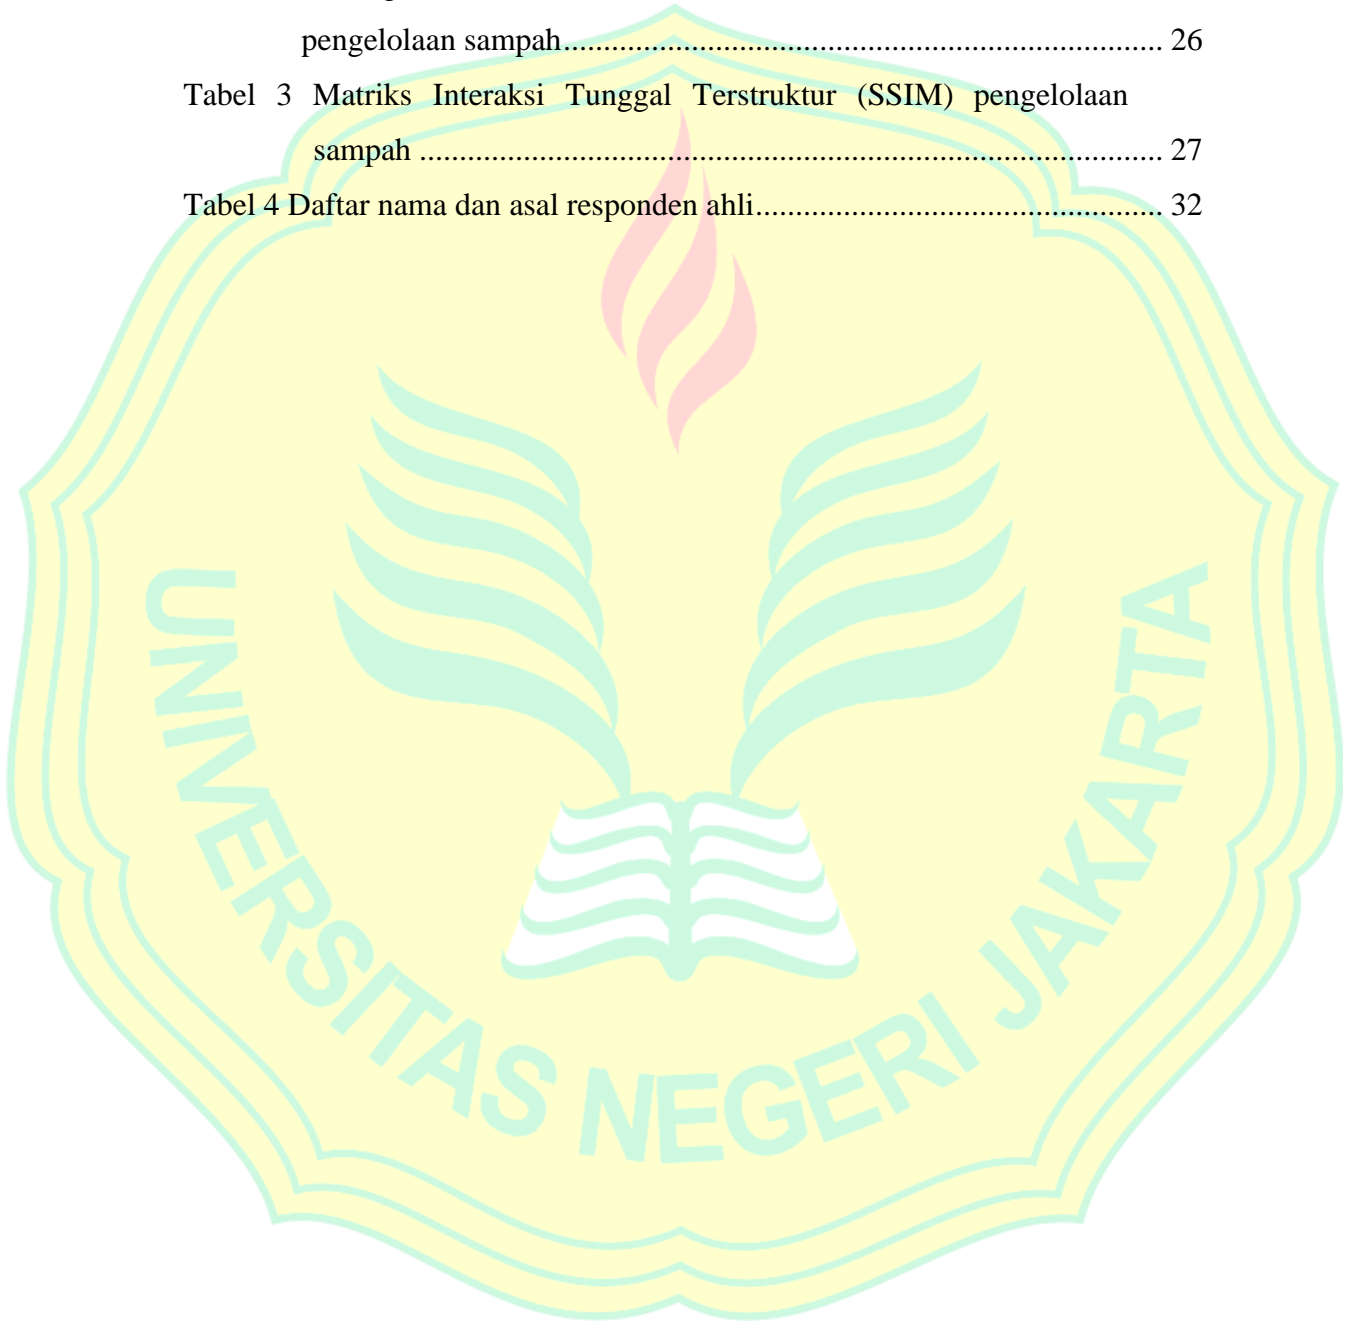 pengelolaan sampah........................................................................... 26
Tabel 3 Matriks Interaksi Tunggal Terstruktur (SSIM) pengelolaan
sampah ............................................................................................. 27
Tabel 4 Daftar nama dan asal responden ahli................................................... 32
UNIVERSITAS NEGERI JAKARTA